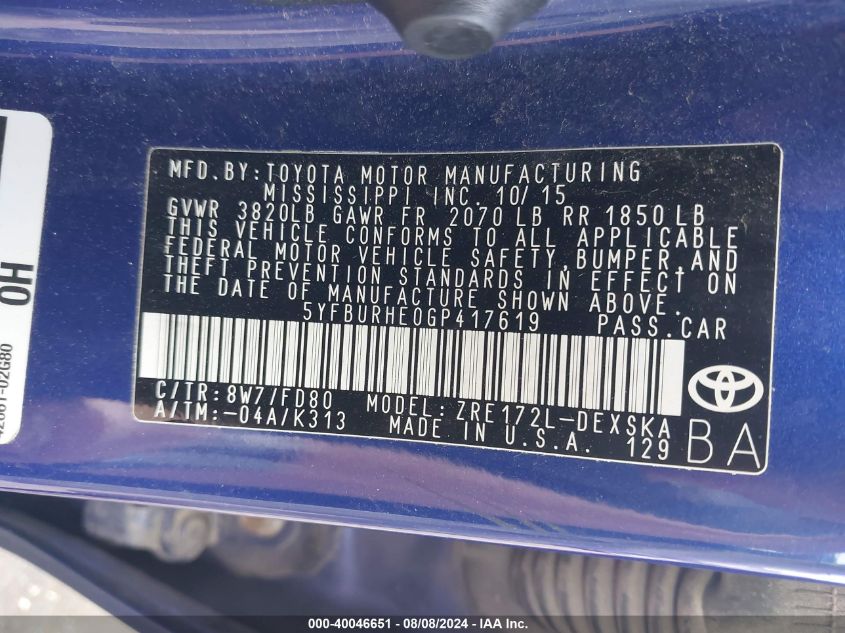 MFD. BY: TOYOTA MOTOR MANUFACTURING
MISSISSIPPI INC. 10/15
GVWR 3820LB GAWR FR 2070 LB RR 1850 LB
THIS VEHICLE CONFORMS TO ALL APPLICABLE
FEDERAL MOTOR VEHICLE SAFETY, BUMPER, AND
THEFT PREVENTION STANDARDS IN EFFECT ON
THE DATE OF MANUFACTURE SHOWN ABOVE.
5YFBURHE0GP417619 PASS.CAR
C/TR: 8W7/FD80 MODEL: ZRE172L-DEXSKA
A/TM: -04A/K313 MADE IN U.S.A. 129
BA
HO
000-40046651 - 08/08/2024 - IAA Inc.